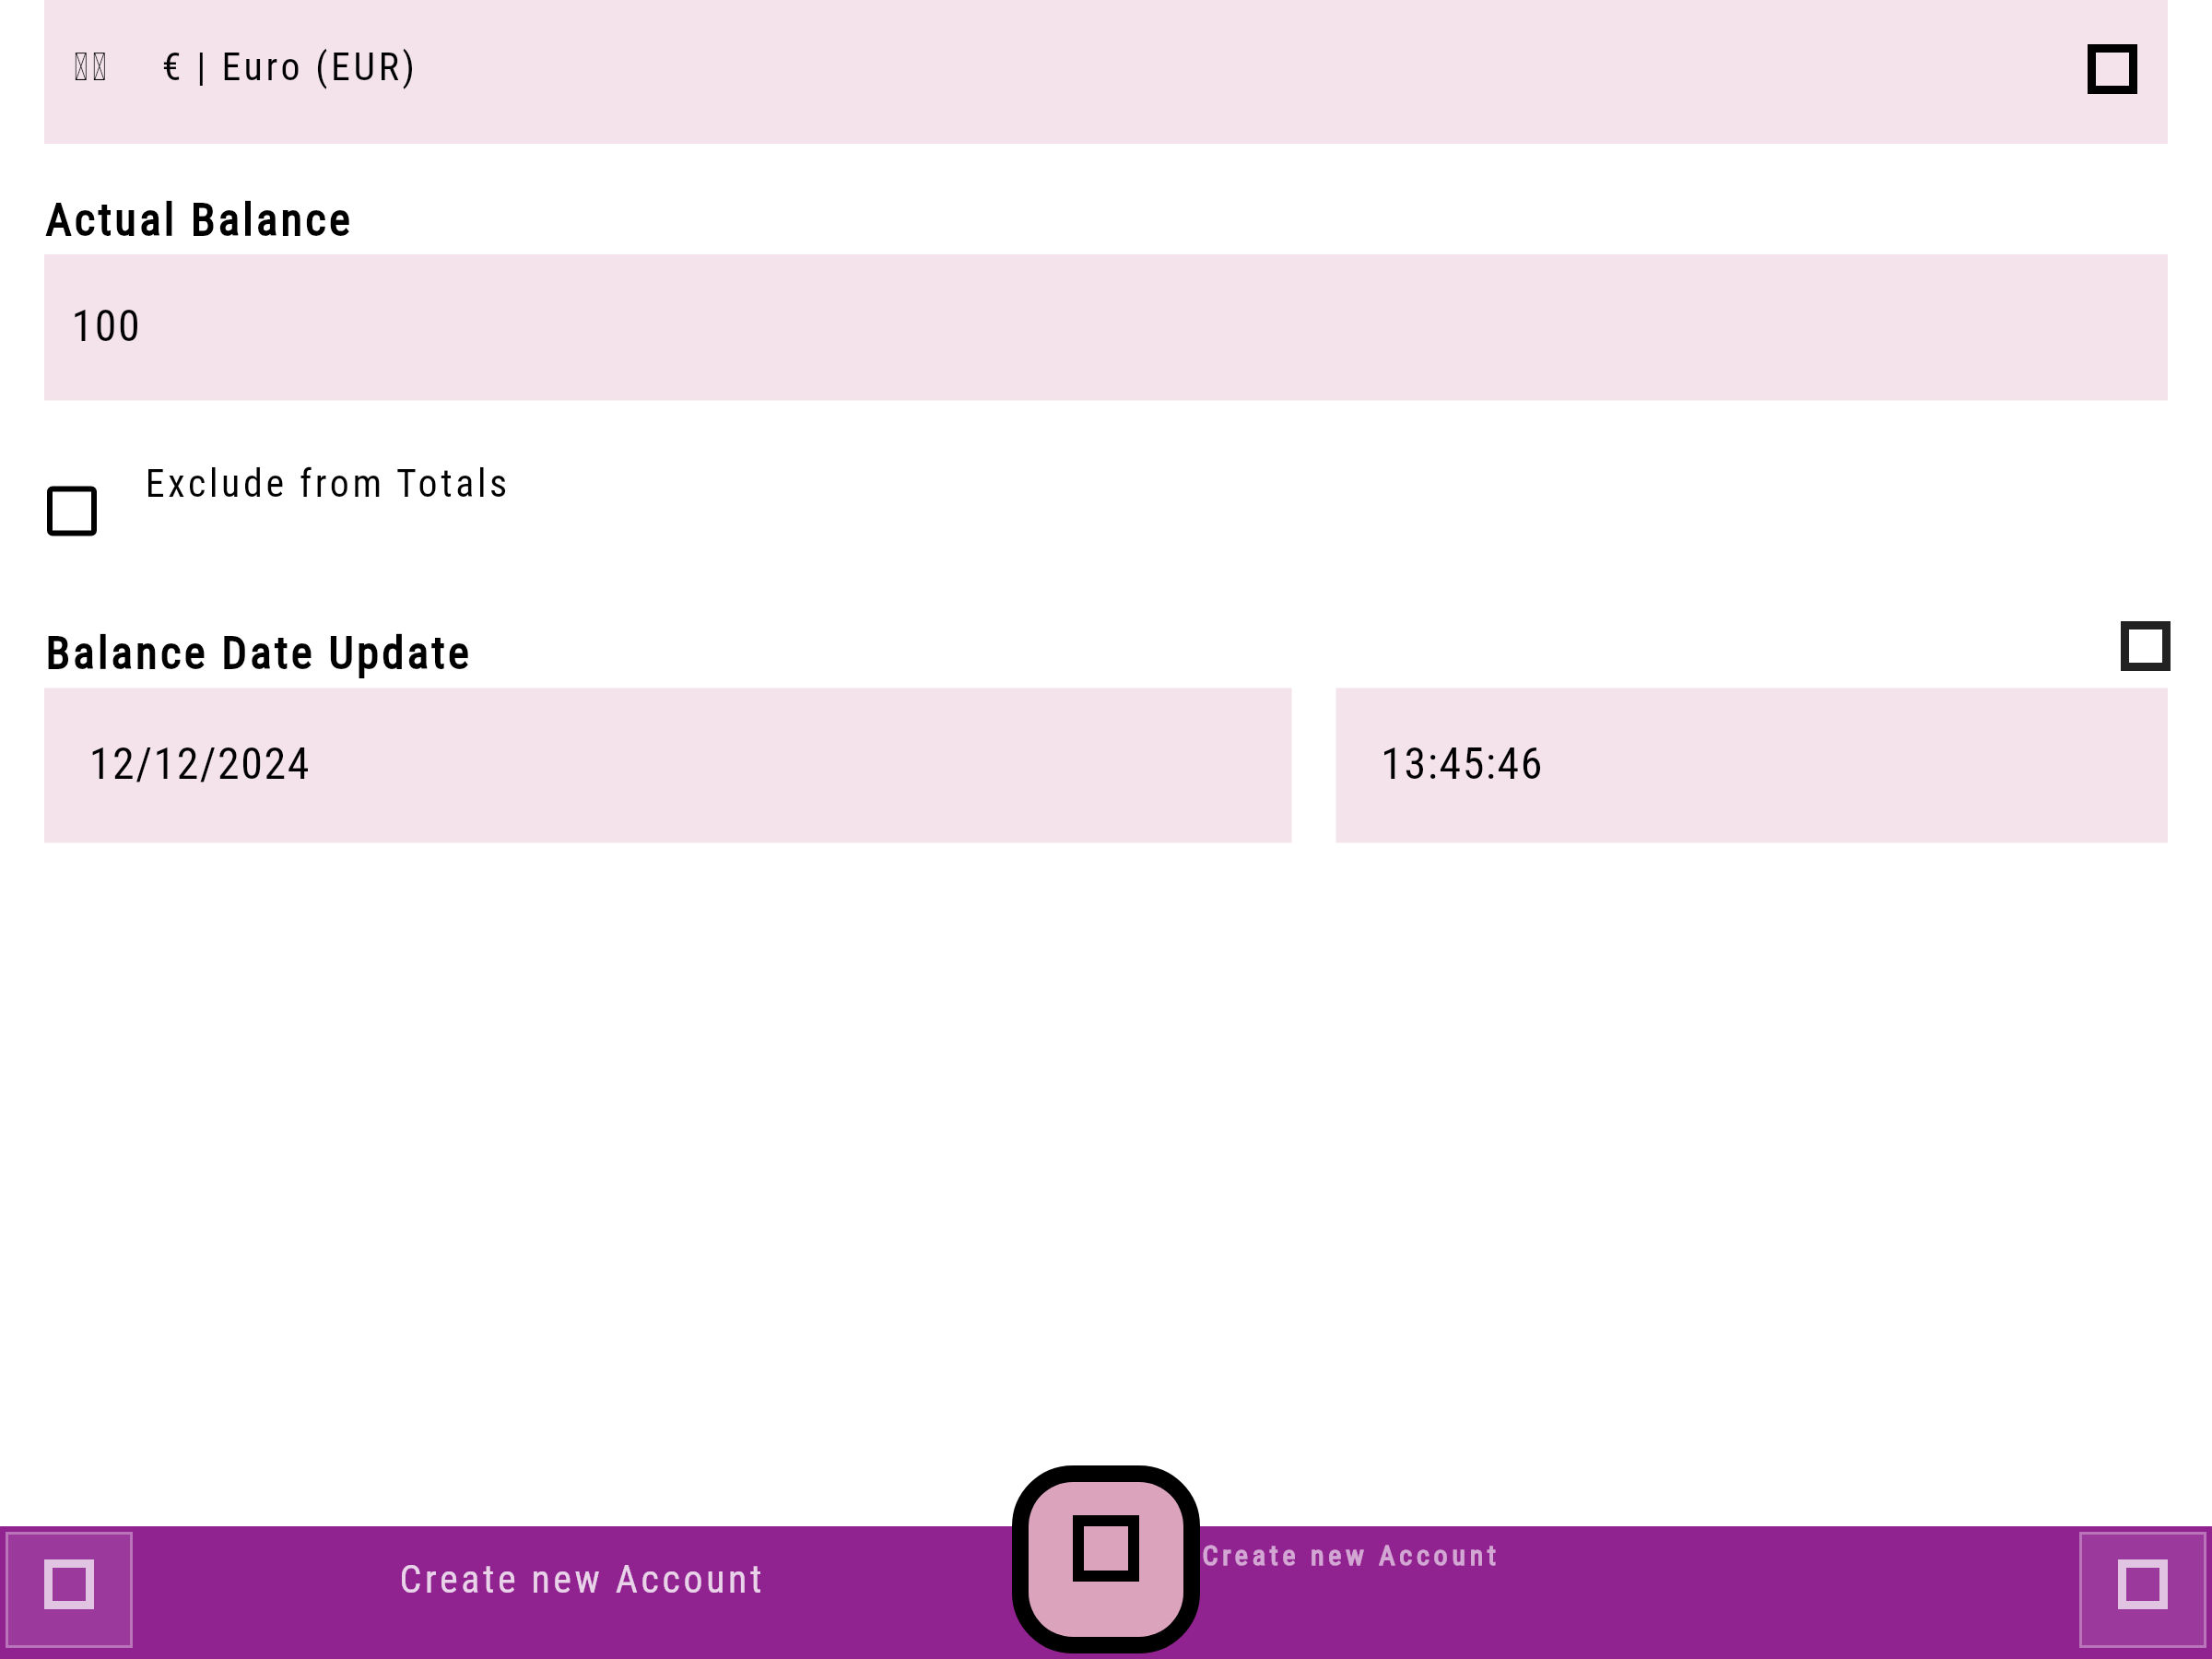 € | Euro (EUR)
Actual Balance
100
Exclude from Totals
Balance Date Update
12/12/2024
13:45:46
Create new Account
Create new Account